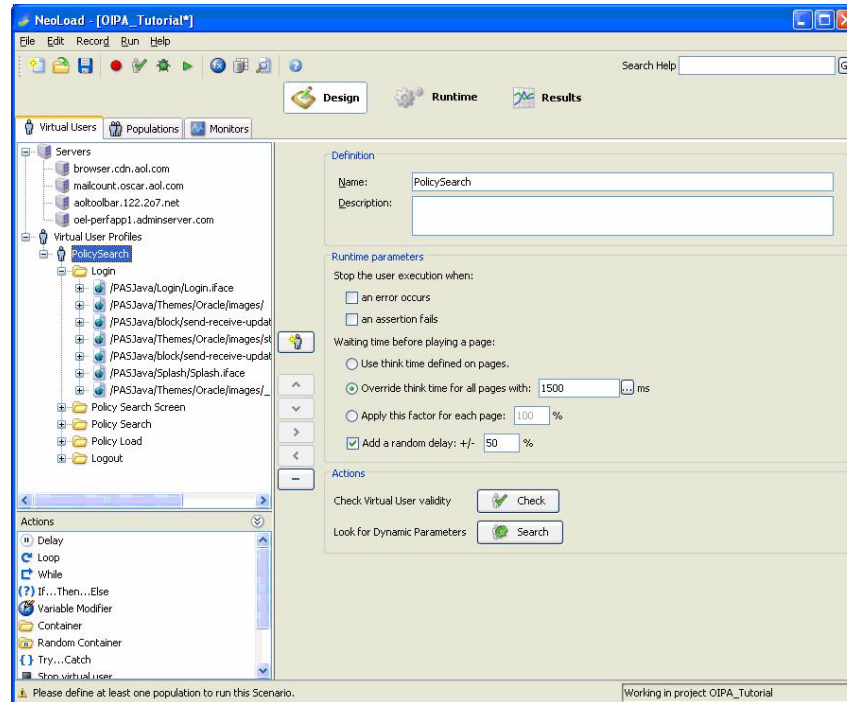 NeoLoad - [OIPA_Tutorial*]
File Edit Record Run Help
Search Help
Design Runtime Results
Virtual Users Populations Monitors
Servers
browser.cdn.aol.com
mailcount.oscar.aol.com
aoltoolbar.122.2o7.net
oel-perfapp1.adminserver.com
Virtual User Profiles
PolicySearch
Login
/PASJava/Login/Login.iface
/PASJava/Themes/Oracle/images/
/PASJava/block/send-receive-updat
/PASJava/Themes/Oracle/images/st
/PASJava/block/send-receive-updat
/PASJava/Splash/Splash.iface
/PASJava/Themes/Oracle/images/_
Policy Search Screen
Policy Search
Policy Load
Logout
Actions
Delay
Loop
While
(?) If...Then...Else
Variable Modifier
Container
Random Container
{ } Try...Catch
Stop virtual user
Definition
Name: PolicySearch
Description:
Runtime parameters
Stop the user execution when:
an error occurs
an assertion fails
Waiting time before playing a page:
Use think time defined on pages.
Override think time for all pages with: 1500 ... ms
Apply this factor for each page: 100 %
Add a random delay: +/- 50 %
Actions
Check Virtual User validity Check
Look for Dynamic Parameters Search
Please define at least one population to run this Scenario.
Working in project OIPA_Tutorial